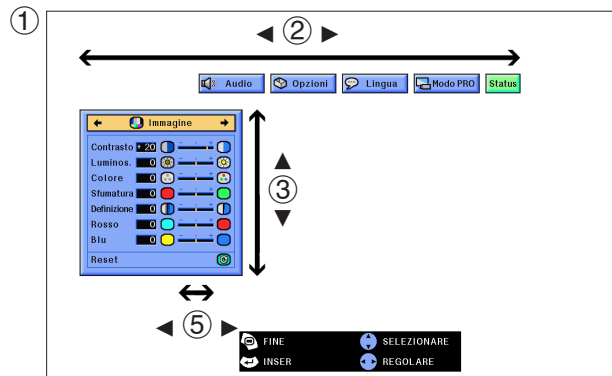 ①
◀ ② ▶
Audio Opzioni Lingua Modo PRO Status
Immagine
Contrasto + 20 − +
Luminos. 0 − +
Colore 0 − +
Sfumatura 0 − +
Definizione 0 − +
Rosso 0 − +
Blu 0 − +
Reset
▲
③
▼
◀ ⑤ ▶
FINE SELEZIONARE
INSER REGOLARE